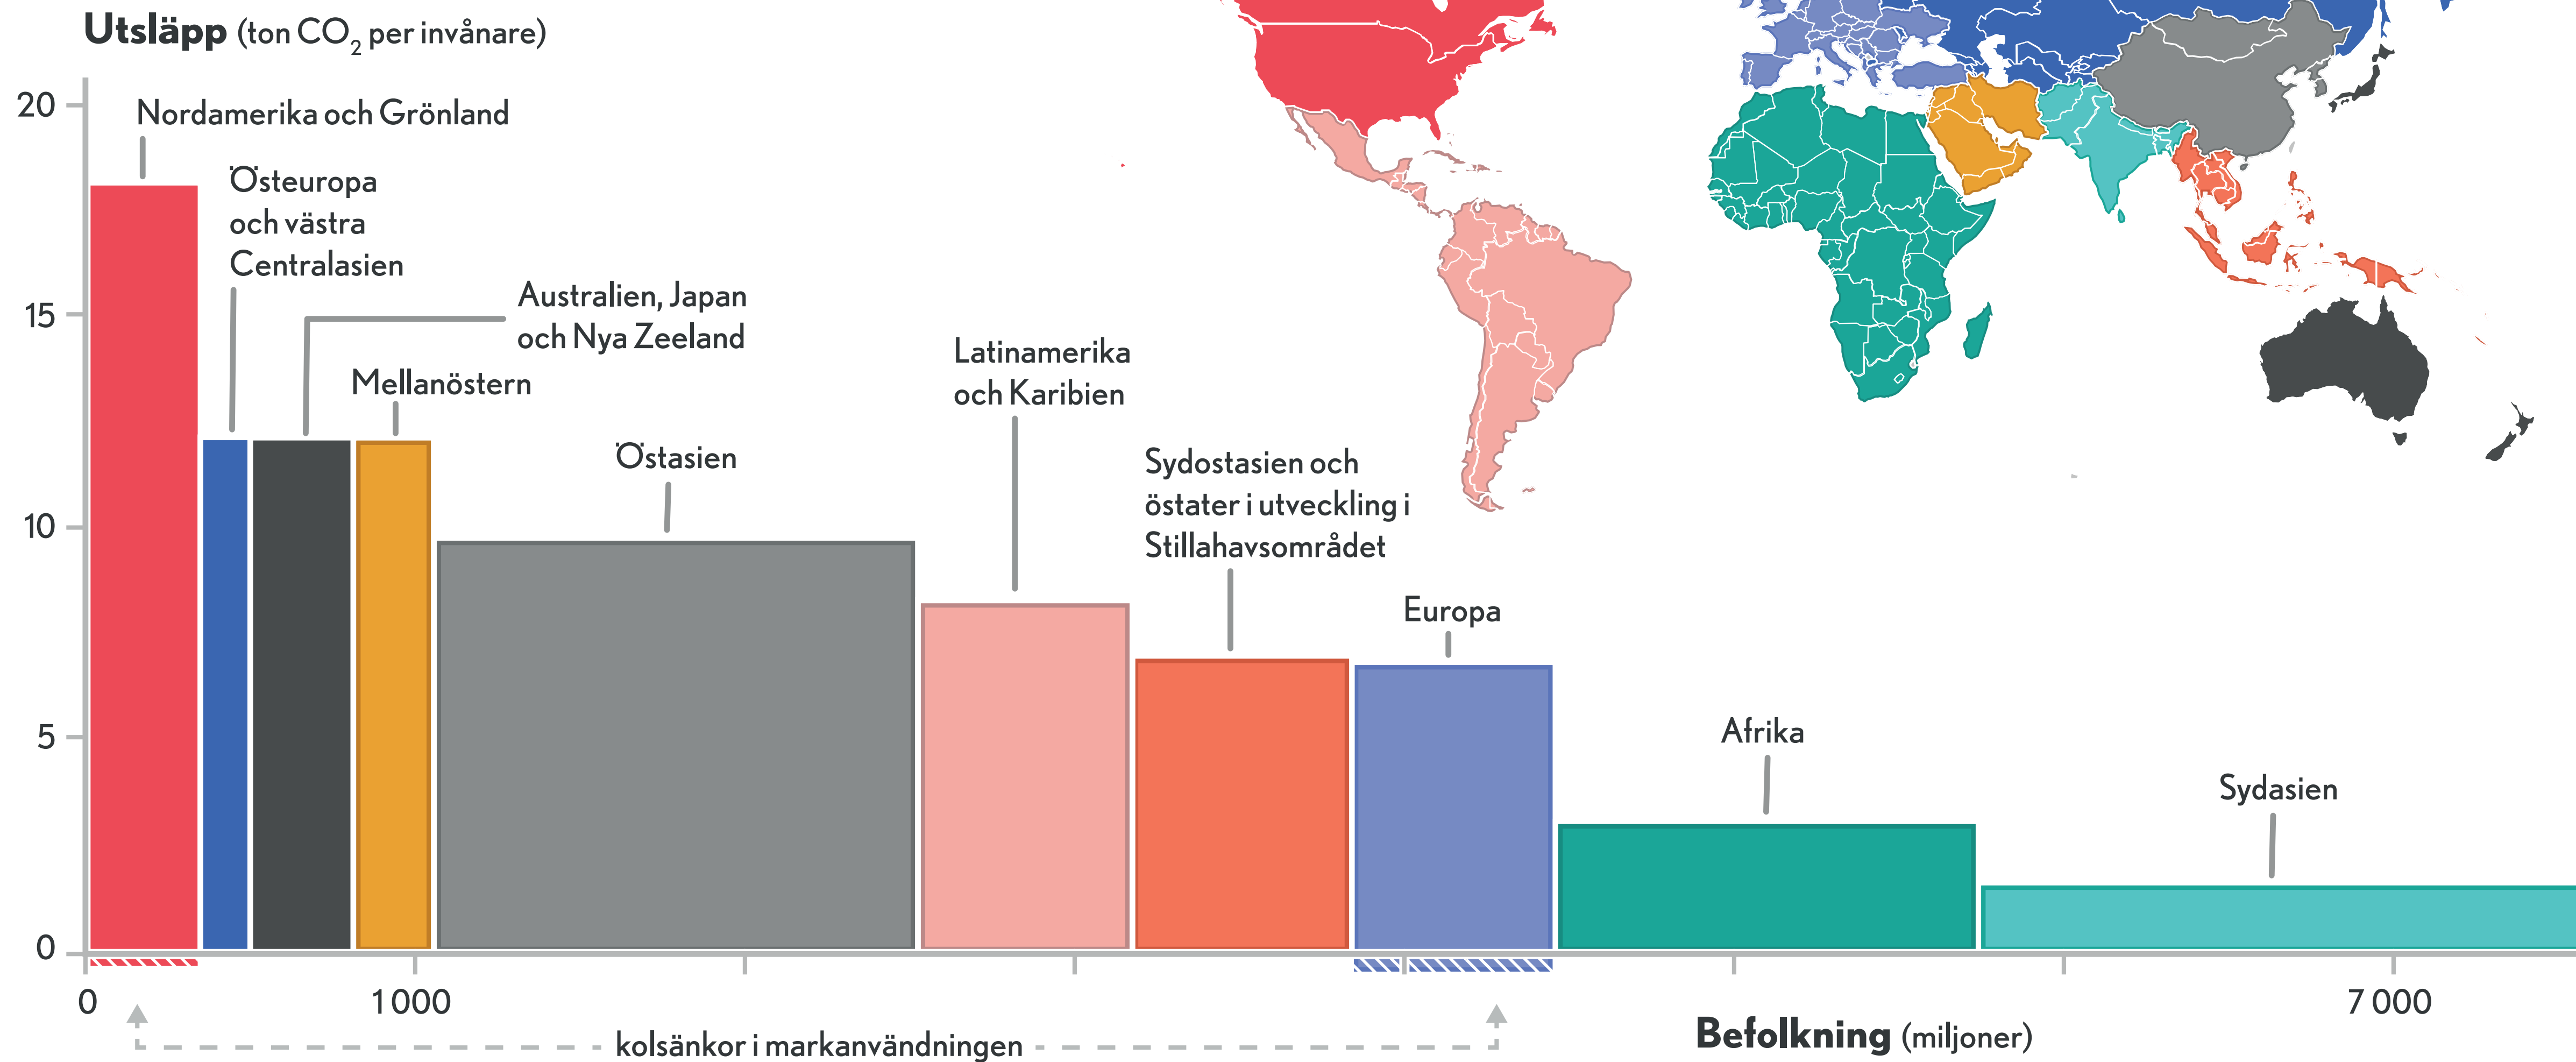 Utsläpp (ton CO₂ per invånare)
20
Nordamerika och Grönland
Östeuropa
och västra
Centralasien
15
Australien, Japan
och Nya Zeeland
Mellanöstern
Latinamerika
och Karibien
10
Östasien
Sydostasien och
östater i utveckling i
Stillahavsområdet
Europa
5
Afrika
Sydasien
0
0
1 000
7 000
kolsänkor i markanvändningen
Befolkning (miljoner)